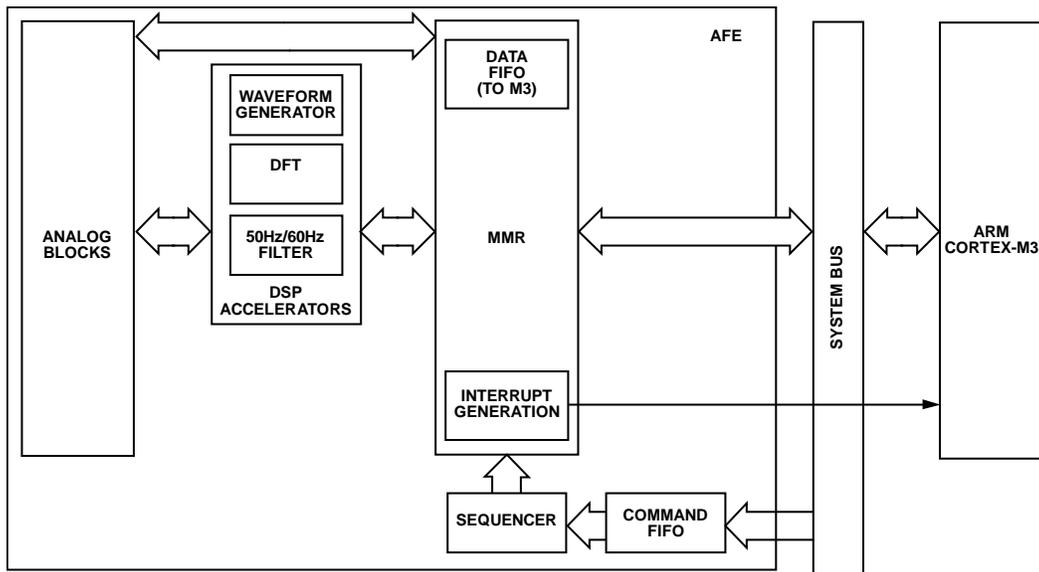 AFE
DATA
FIFO
(TO M3)
WAVEFORM
GENERATOR
DFT
50Hz/60Hz
FILTER
DSP
ACCELERATORS
ANALOG
BLOCKS
MMR
INTERRUPT
GENERATION
SEQUENCER
COMMAND
FIFO
SYSTEM BUS
ARM
CORTEX-M3